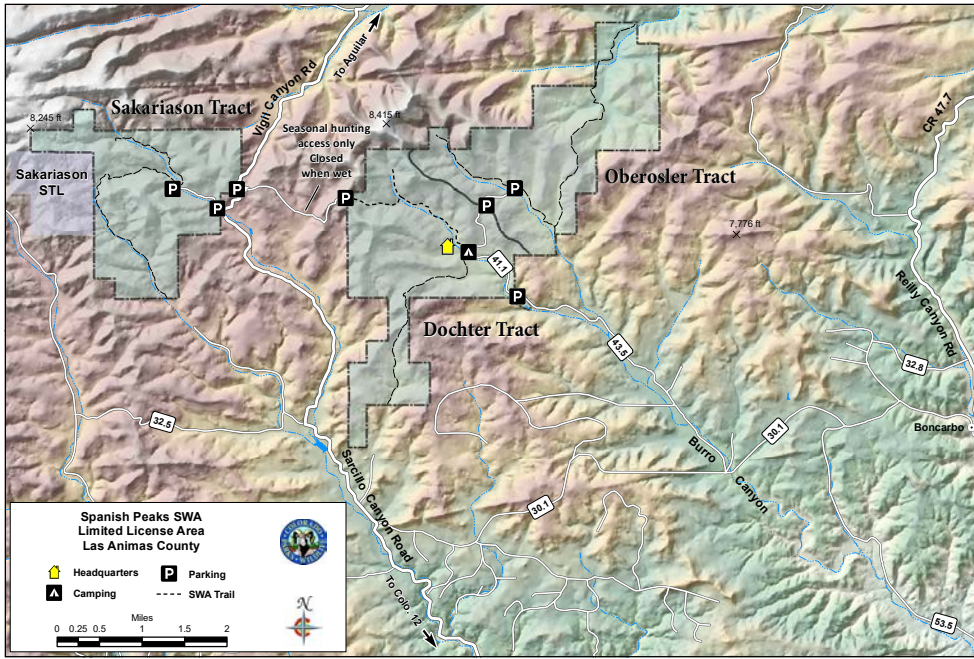 To Aguilar
Vigil Canyon Rd
Sakariason Tract
8,245 ft
8,415 ft
Seasonal hunting
access only
Closed
when wet
CR 47.7
Sakariason
STL
P
P
P
P
P
P
Oberosler Tract
7,776 ft
41.1
P
Dochter Tract
Reilly Canyon Rd
43.5
32.8
32.5
Boncarbo
30.1
Burro
Canyon
Sarcillo Canyon Road
30.1
To Colo. 12
53.5
Spanish Peaks SWA
Limited License Area
Las Animas County
COLORADO
Headquarters
P Parking
Camping
SWA Trail
N
Miles
0 0.25 0.5 1 1.5 2